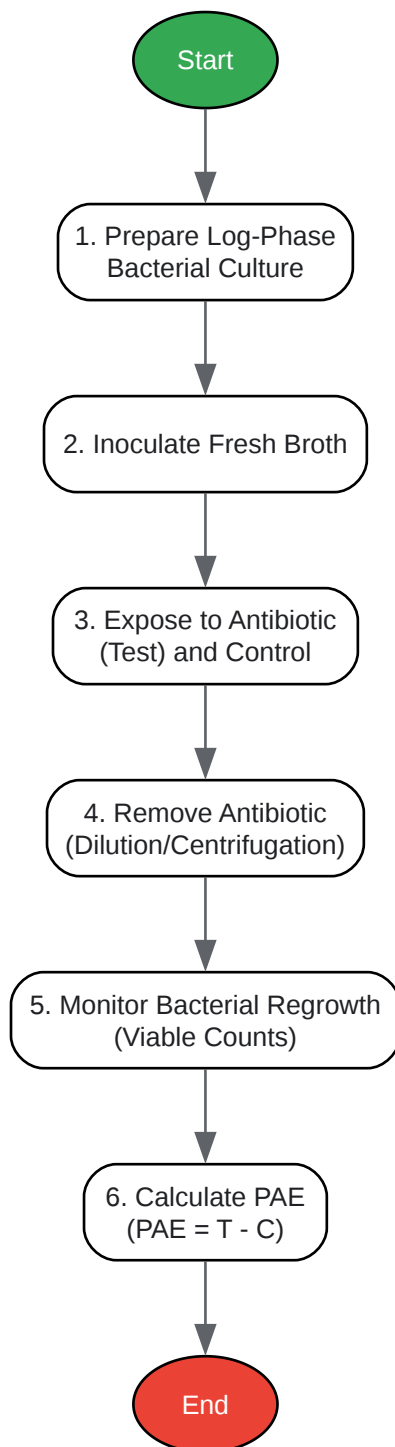 Start
1. Prepare Log-Phase
Bacterial Culture
2. Inoculate Fresh Broth
3. Expose to Antibiotic
(Test) and Control
4. Remove Antibiotic
(Dilution/Centrifugation)
5. Monitor Bacterial Regrowth
(Viable Counts)
6. Calculate PAE
(PAE = T - C)
End